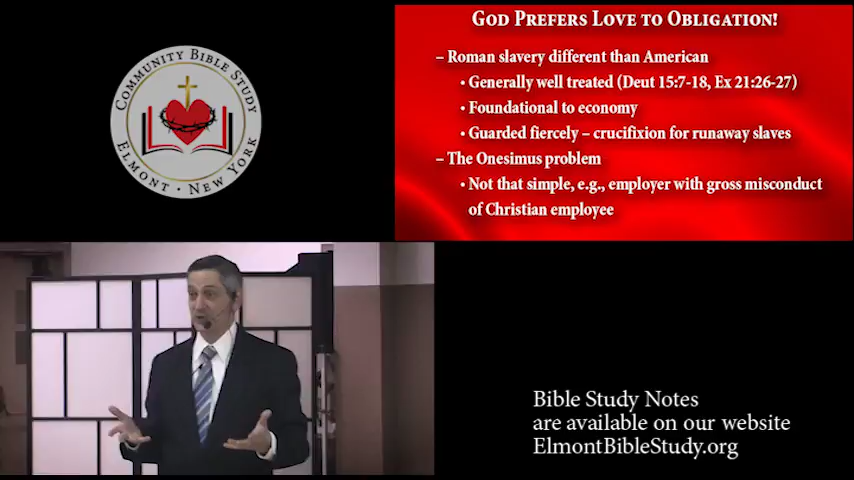 COMMUNITY BIBLE STUDY
ELMONT • NEW YORK
GOD PREFERS LOVE TO OBLIGATION!
– Roman slavery different than American
• Generally well treated (Deut 15:7-18, Ex 21:26-27)
• Foundational to economy
• Guarded fiercely – crucifixion for runaway slaves
– The Onesimus problem
• Not that simple, e.g., employer with gross misconduct
of Christian employee
Bible Study Notes
are available on our website
ElmontBibleStudy.org